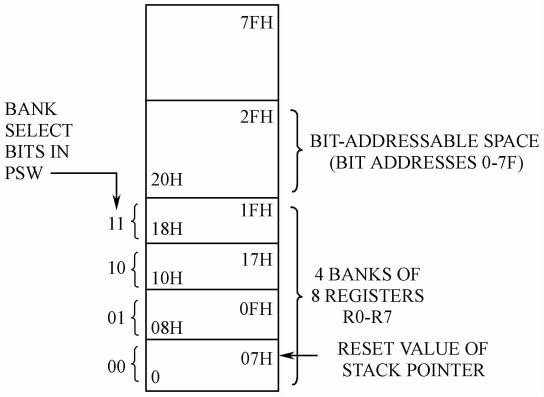 7FH
BANK
SELECT
BITS IN
PSW
2FH
BIT-ADDRESSABLE SPACE
(BIT ADDRESSES 0-7F)
20H
11
1FH
18H
10
17H
10H
4 BANKS OF
8 REGISTERS
R0-R7
01
0FH
08H
00
07H
0
RESET VALUE OF
STACK POINTER